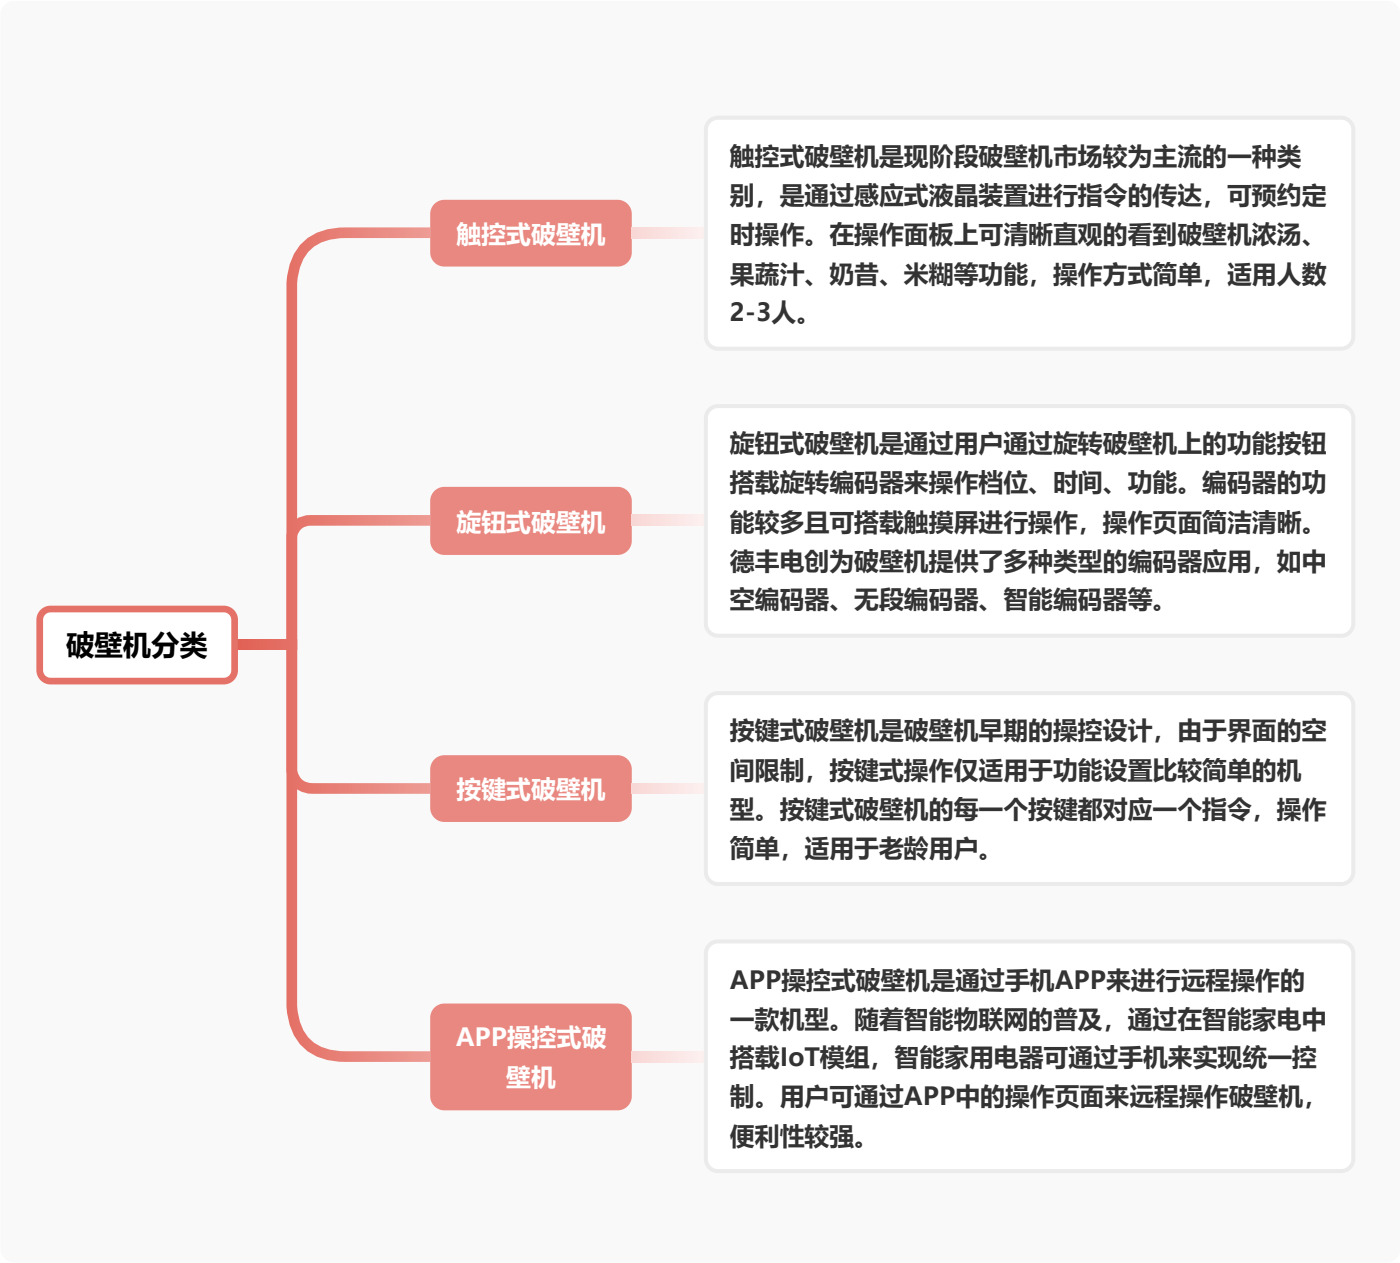 破壁机分类
触控式破壁机
触控式破壁机是现阶段破壁机市场较为主流的一种类
别，是通过感应式液晶装置进行指令的传达，可预约定
时操作。在操作面板上可清晰直观的看到破壁机浓汤、
果蔬汁、奶昔、米糊等功能，操作方式简单，适用人数
2-3人。
旋钮式破壁机
旋钮式破壁机是通过用户通过旋转破壁机上的功能按钮
搭载旋转编码器来操作档位、时间、功能。编码器的功
能较多且可搭载触摸屏进行操作，操作页面简洁清晰。
德丰电创为破壁机提供了多种类型的编码器应用，如中
空编码器、无段编码器、智能编码器等。
按键式破壁机
按键式破壁机是破壁机早期的操控设计，由于界面的空
间限制，按键式操作仅适用于功能设置比较简单的机
型。按键式破壁机的每一个按键都对应一个指令，操作
简单，适用于老龄用户。
APP操控式破
壁机
APP操控式破壁机是通过手机APP来进行远程操作的
一款机型。随着智能物联网的普及，通过在智能家电中
搭载IoT模组，智能家用电器可通过手机来实现统一控
制。用户可通过APP中的操作页面来远程操作破壁机，
便利性较强。